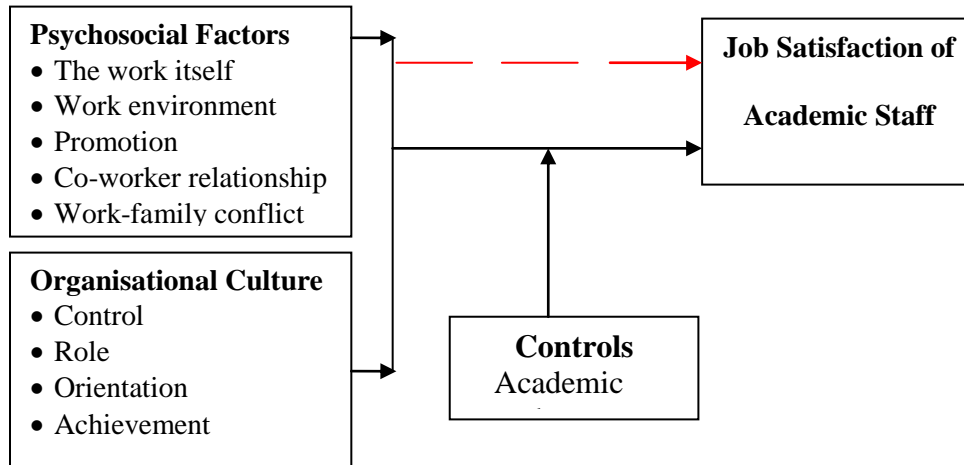 Psychosocial Factors
• The work itself
• Work environment
• Promotion
• Co-worker relationship
• Work-family conflict
Organisational Culture
• Control
• Role
• Orientation
• Achievement
Controls
Academic
Job Satisfaction of
Academic Staff